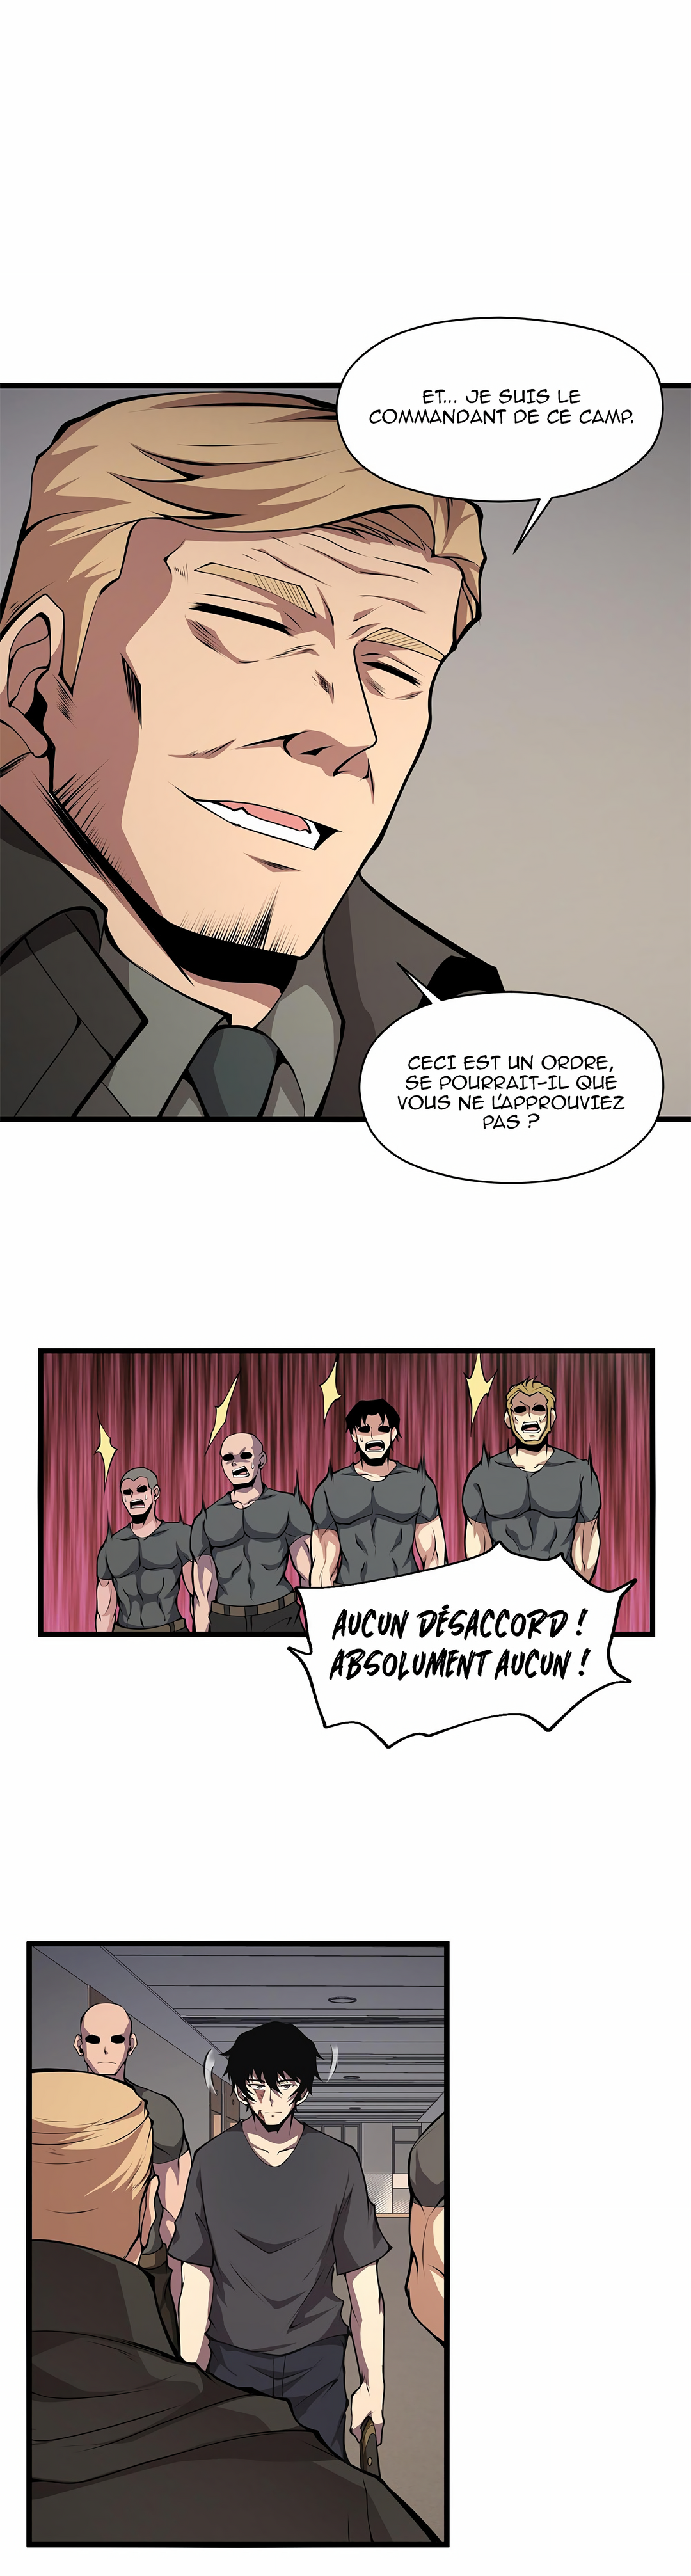 ET... JE SUIS LE
COMMANDANT DE CE CAMP.
CECI EST UN ORDRE,
SE POURRAIT-IL QUE
VOUS NE L'APPROUVIEZ
PAS ?
AUCUN DÉSACCORD !
ABSOLUMENT AUCUN !